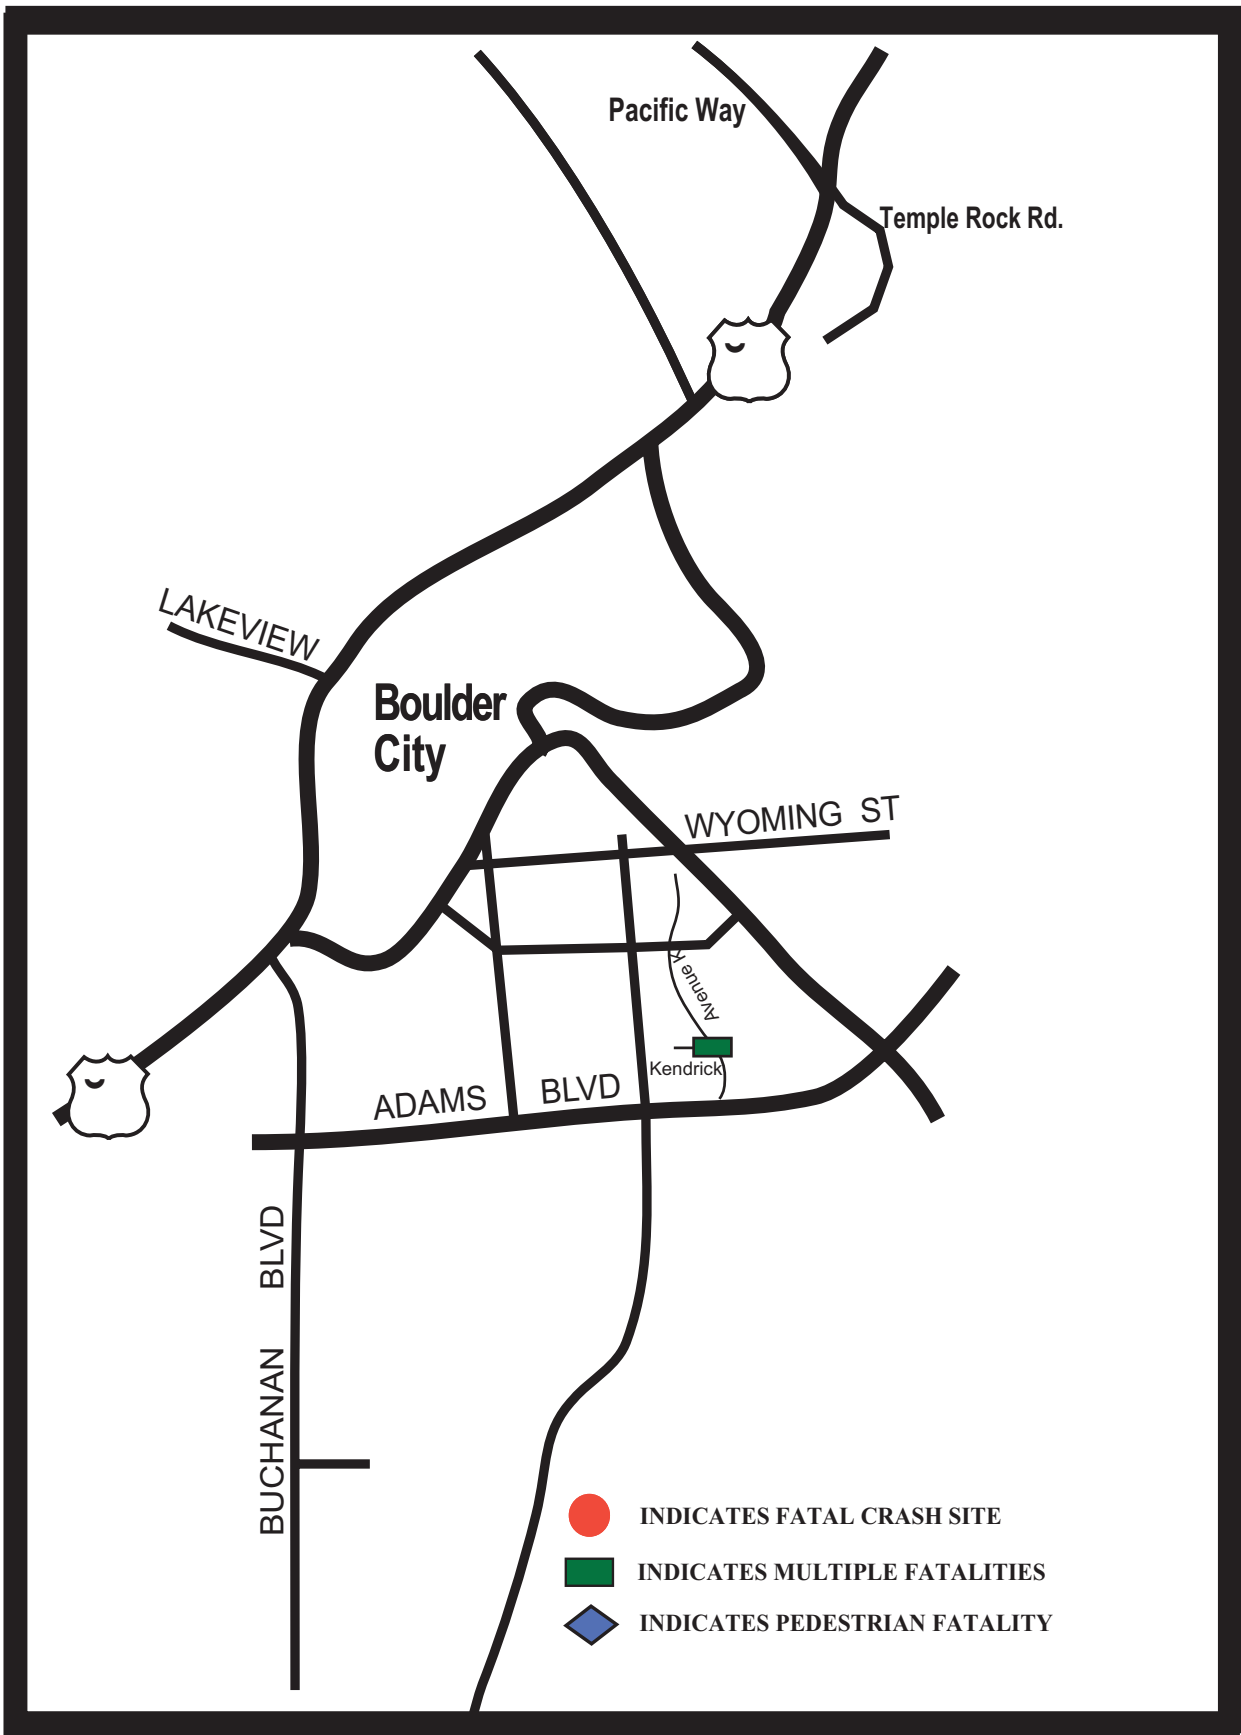 Pacific Way
Temple Rock Rd.
LAKEVIEW
Boulder
City
WYOMING ST
Avenue K
Kendrick
ADAMS BLVD
BUCHANAN BLVD
INDICATES FATAL CRASH SITE
INDICATES MULTIPLE FATALITIES
INDICATES PEDESTRIAN FATALITY